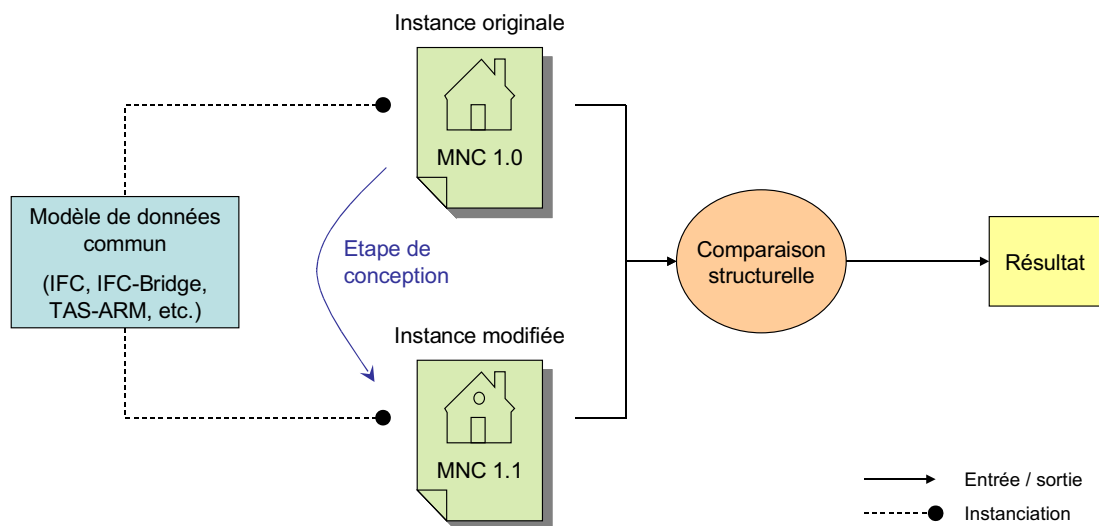 Instance originale
MNC 1.0
Modèle de données
commun
(IFC, IFC-Bridge,
TAS-ARM, etc.)
Etape de
conception
Comparaison
structurelle
Résultat
Instance modifiée
MNC 1.1
Entrée / sortie
Instanciation